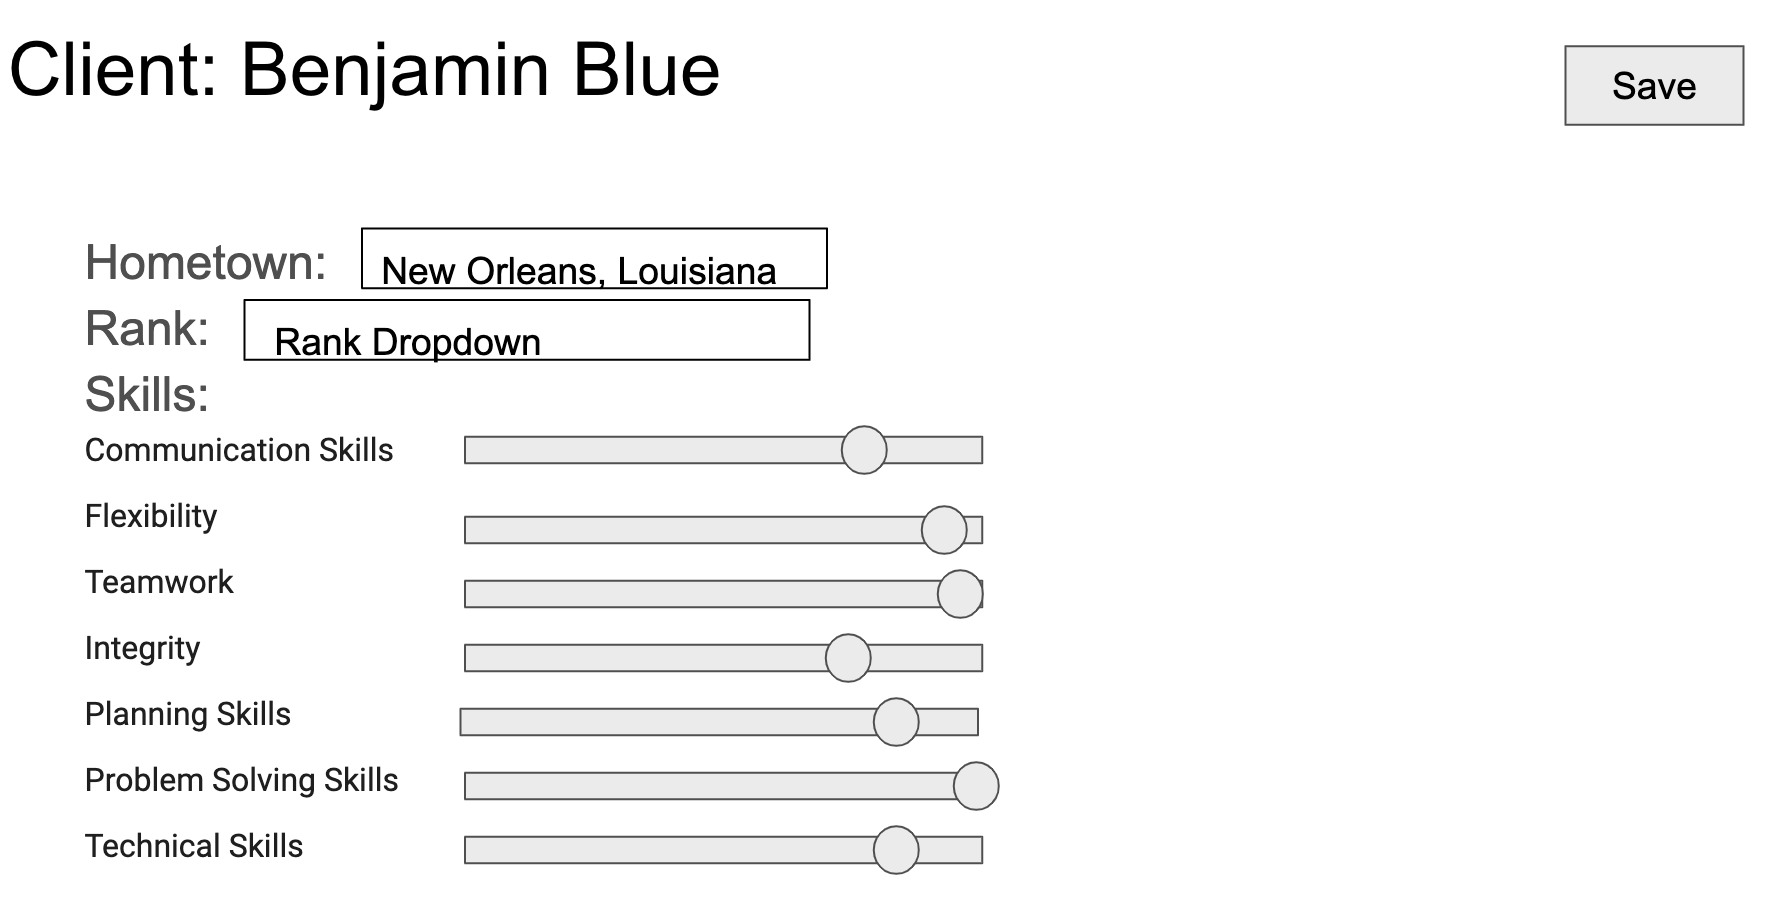 Client: Benjamin Blue
Save
Hometown: New Orleans, Louisiana
Rank: Rank Dropdown
Skills:
Communication Skills
Flexibility
Teamwork
Integrity
Planning Skills
Problem Solving Skills
Technical Skills